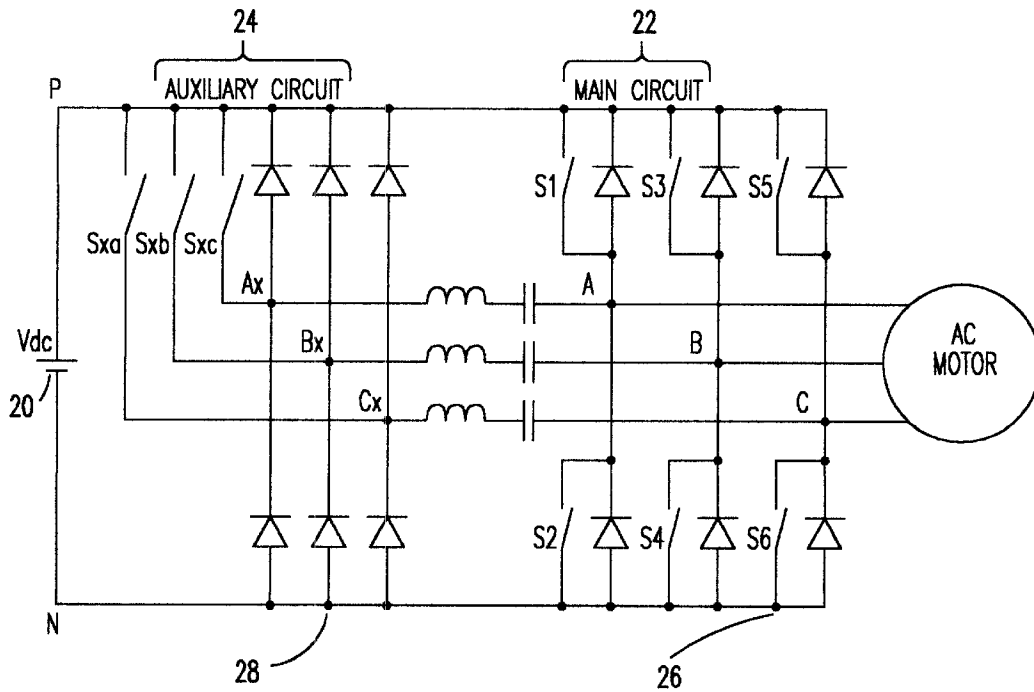 24
22
AUXILIARY CIRCUIT
MAIN CIRCUIT
P
S1
S3
S5
Sxa
Sxb
Sxc
Ax
A
Bx
B
Cx
C
Vdc
20
AC
MOTOR
S2
S4
S6
N
28
26